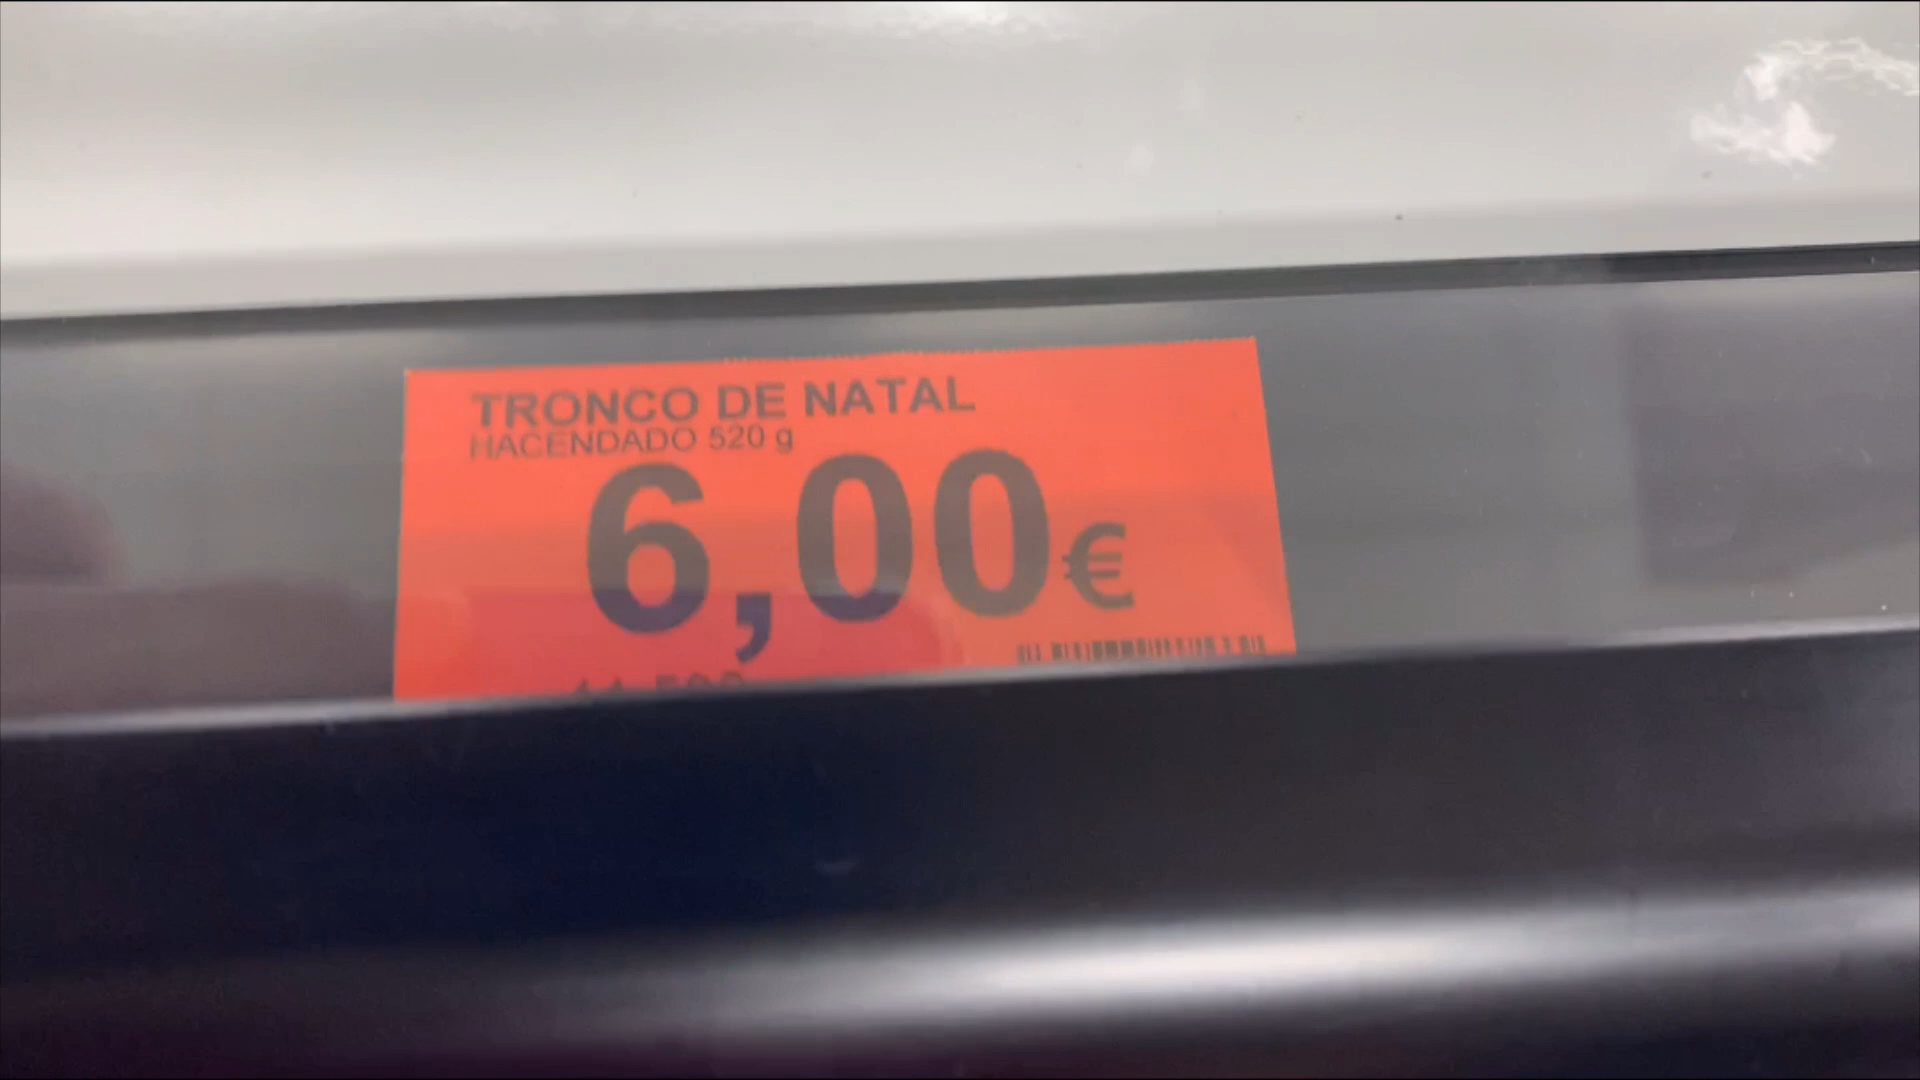 TRONCO DE NATAL
HACENDADO 520 g
6,00€